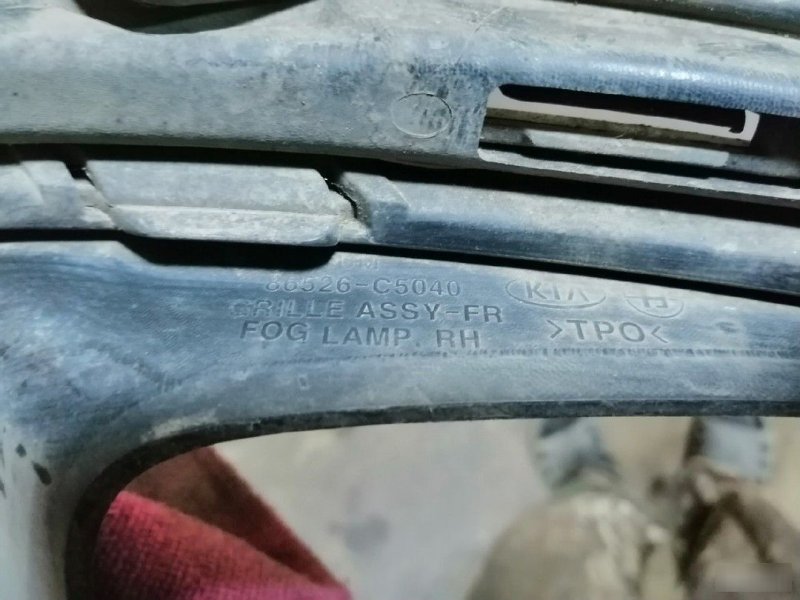 86526-C5040
GRILLE ASSY-FR
FOG LAMP, RH
KIA H
>TPO<